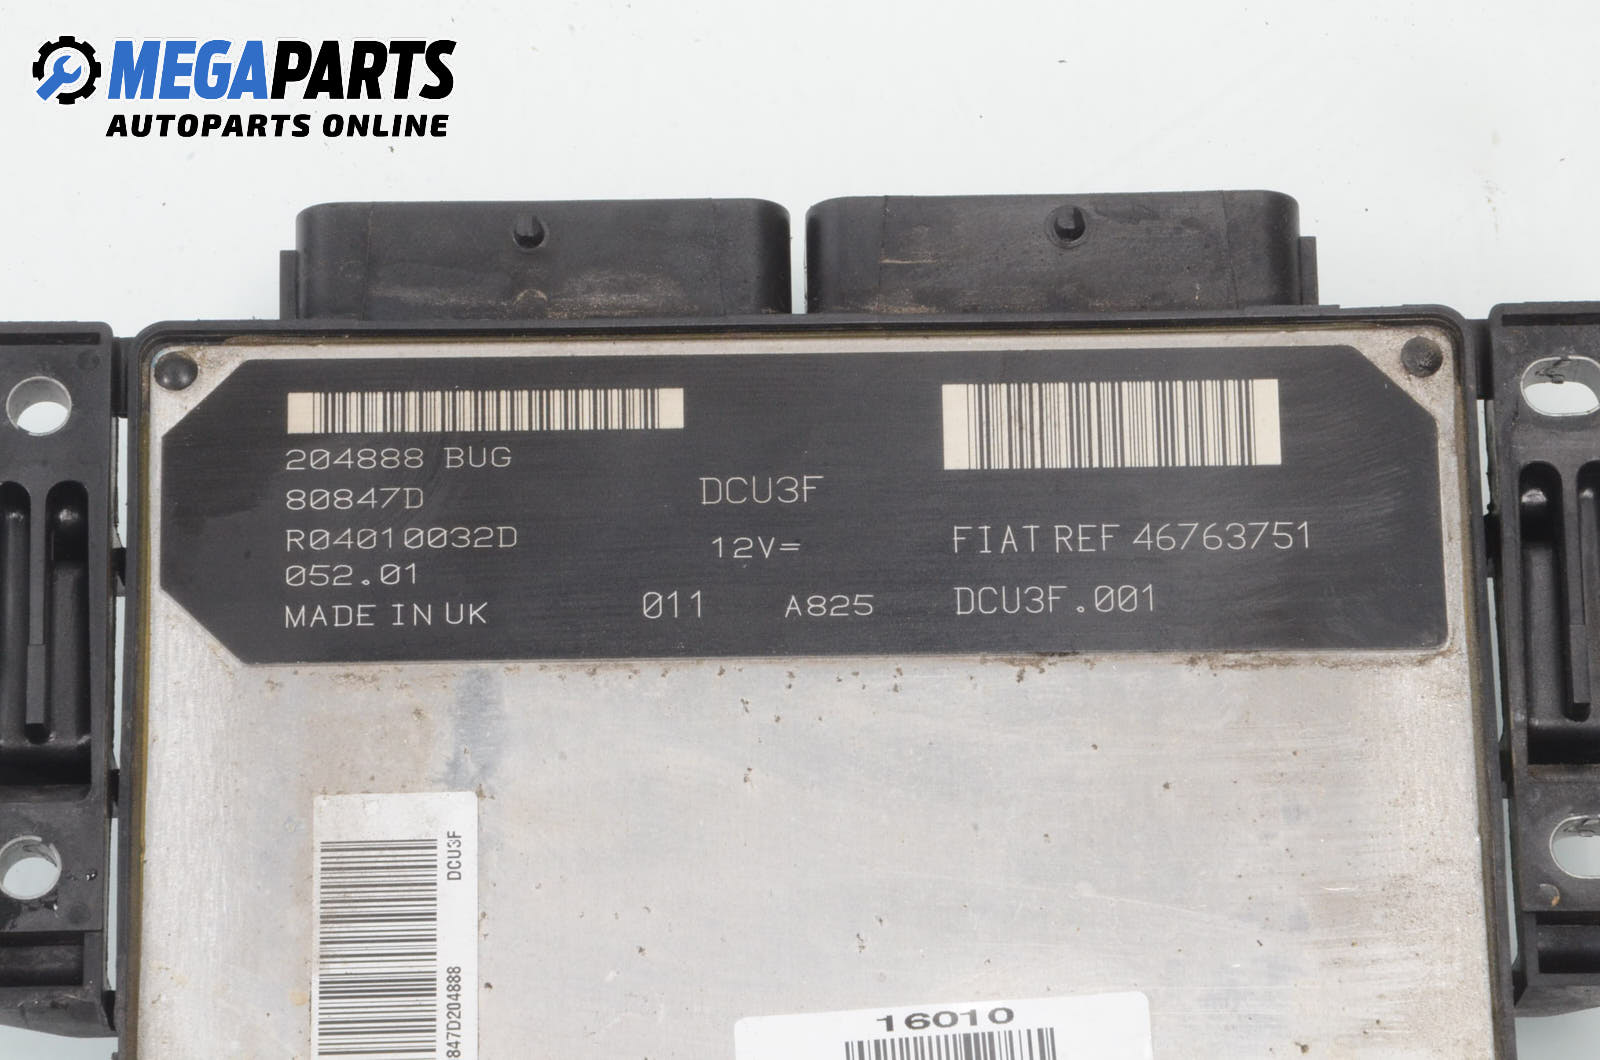 MEGAPARTS
AUTOPARTS ONLINE
204888 BUG
80847D
R04010032D
052.01
MADE IN UK
DCU3F
12V=
011 A825
FIAT REF 46763751
DCU3F.001
DCU3F
847D204888
16010